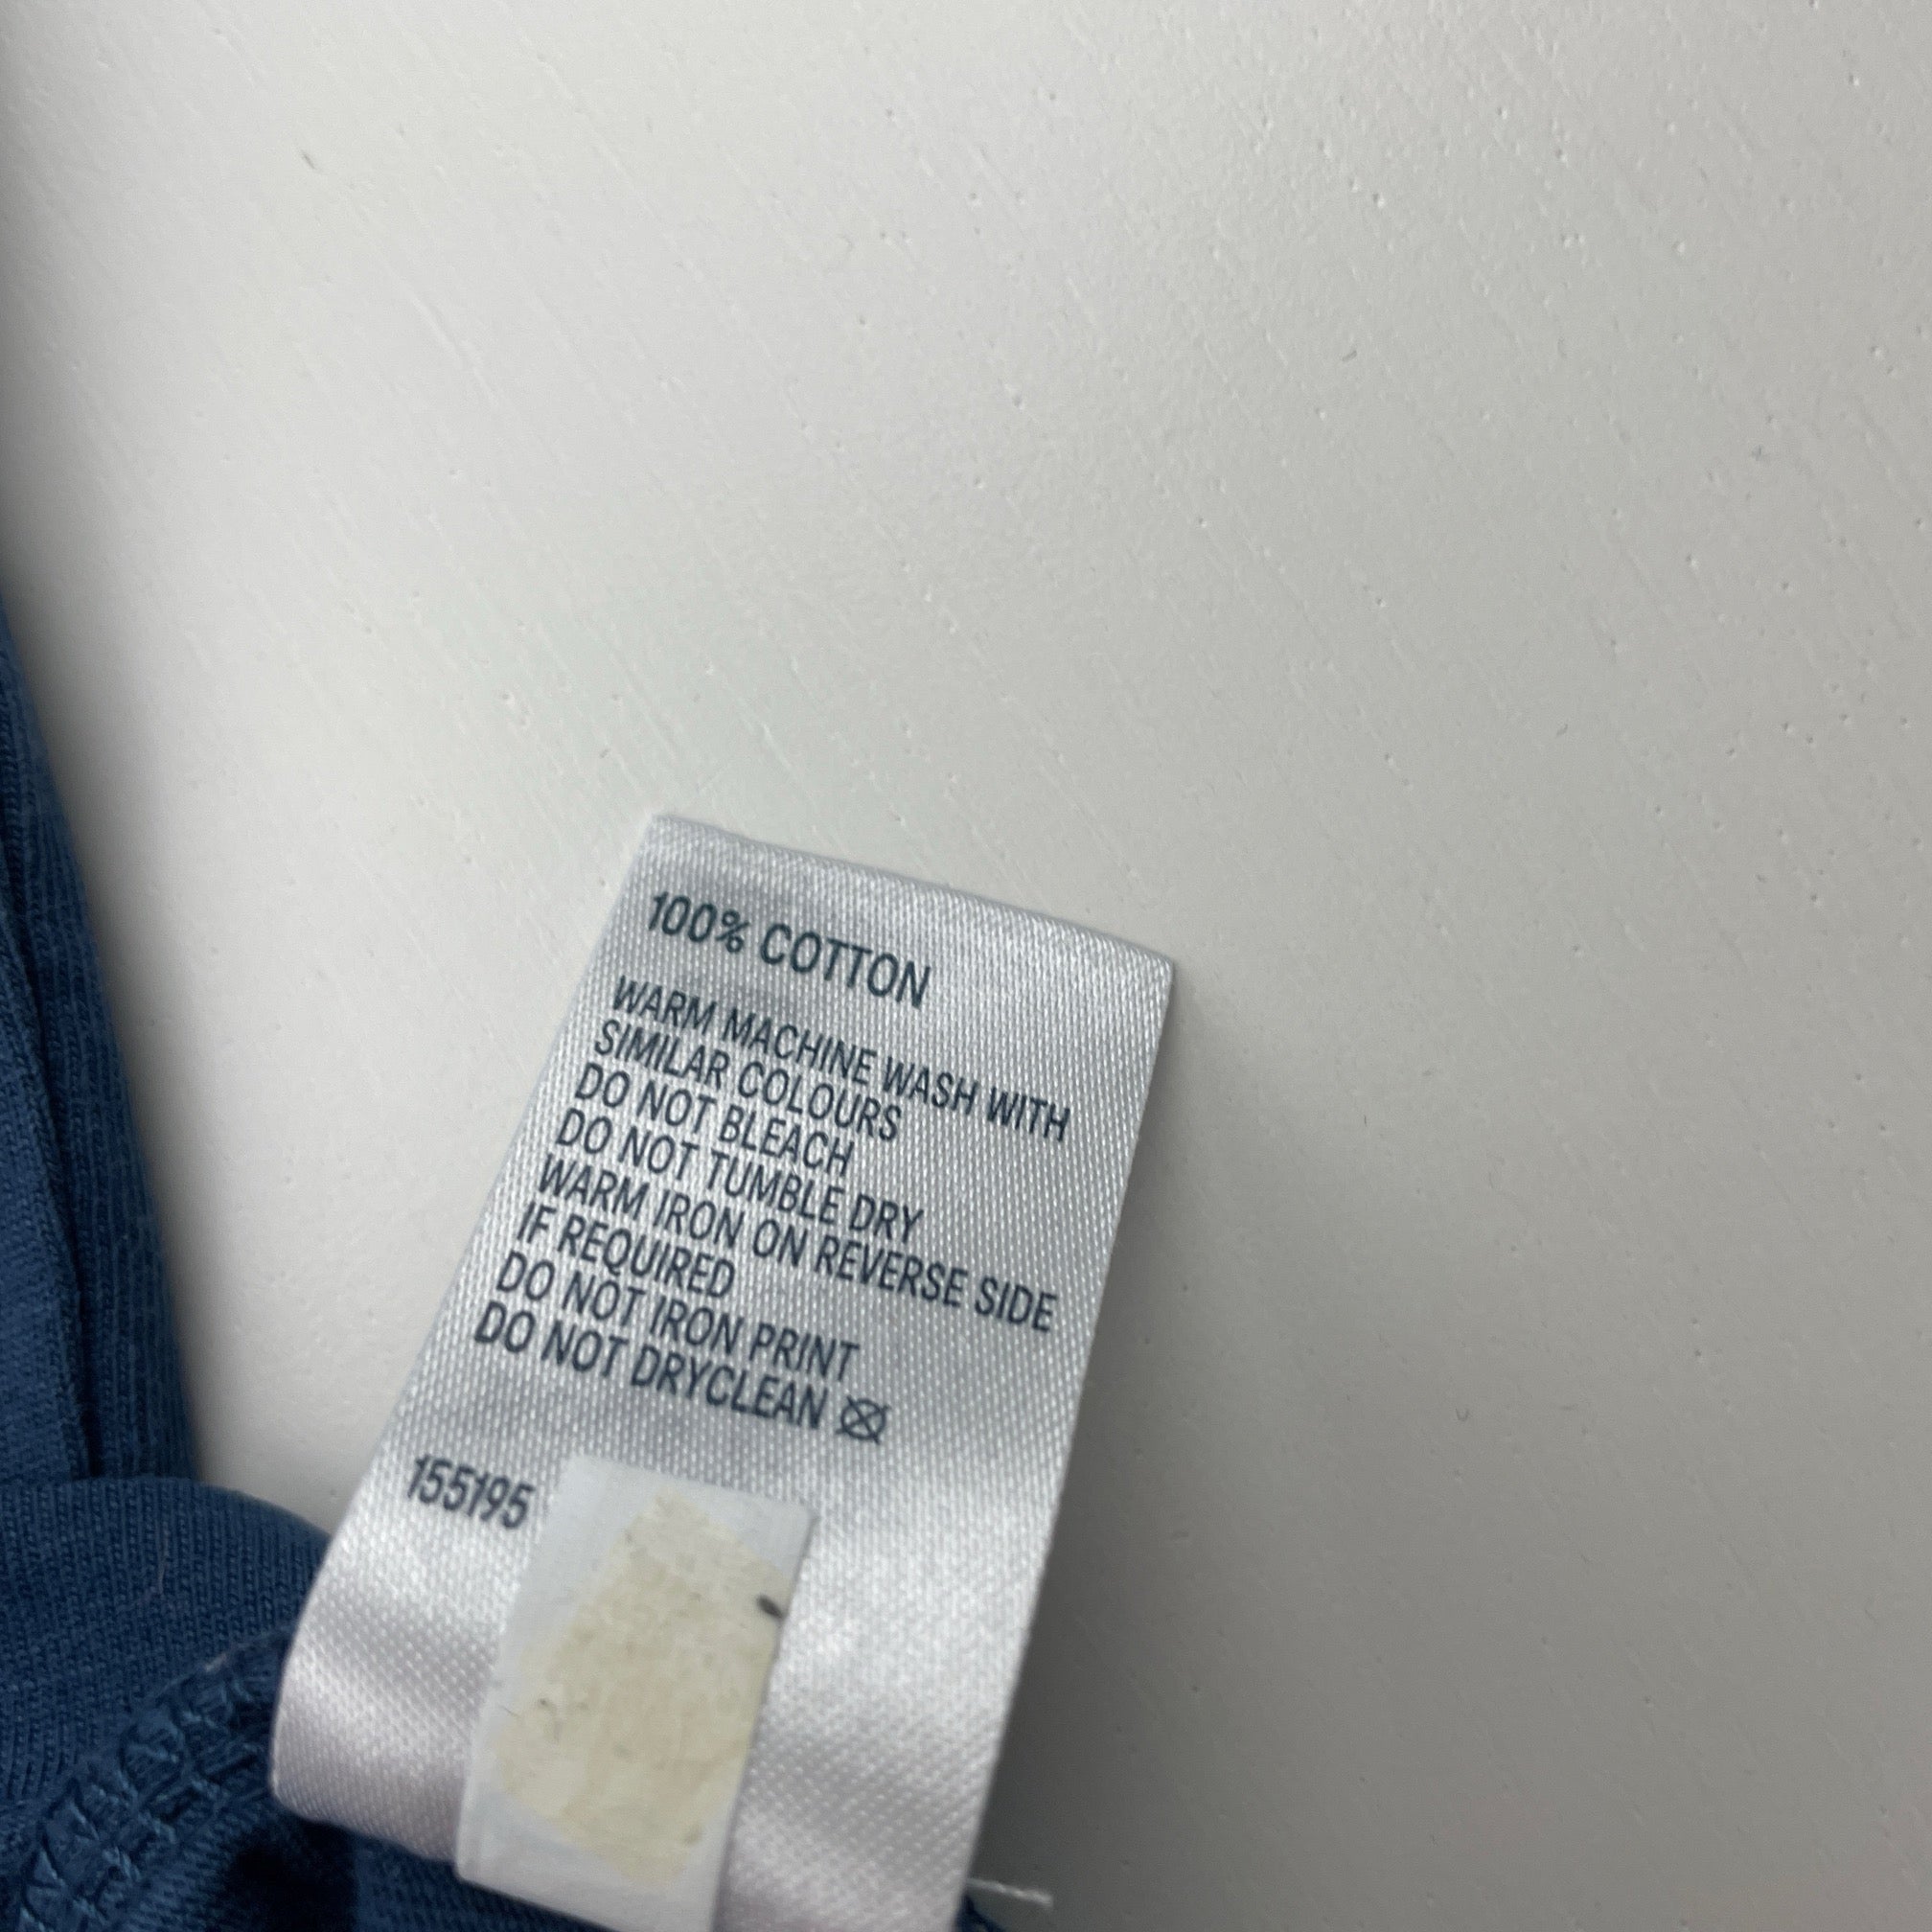 100% COTTON
WARM MACHINE WASH WITH
SIMILAR COLOURS
DO NOT BLEACH
DO NOT TUMBLE DRY
WARM IRON ON REVERSE SIDE
IF REQUIRED
DO NOT IRON PRINT
DO NOT DRYCLEAN
155195